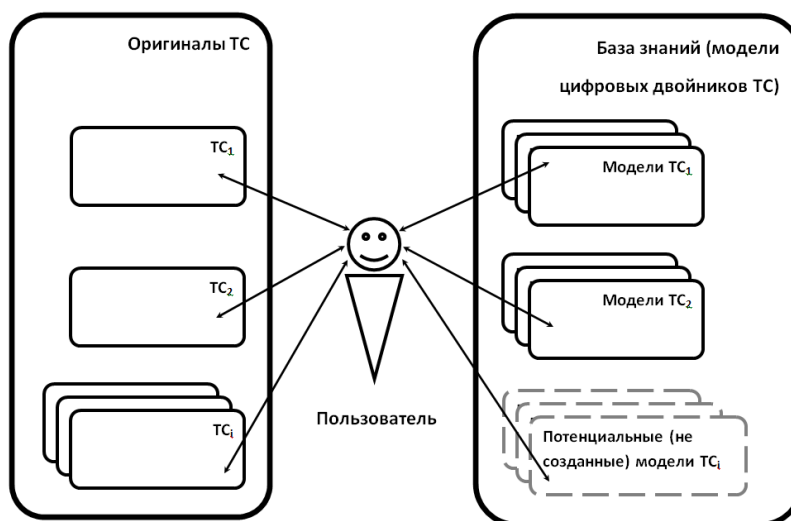 Оригиналы ТС
ТС₁
ТС₂
ТСᵢ
Пользователь
База знаний (модели
цифровых двойников ТС)
Модели ТС₁
Модели ТС₂
Потенциальные (не
созданные) модели ТСᵢ